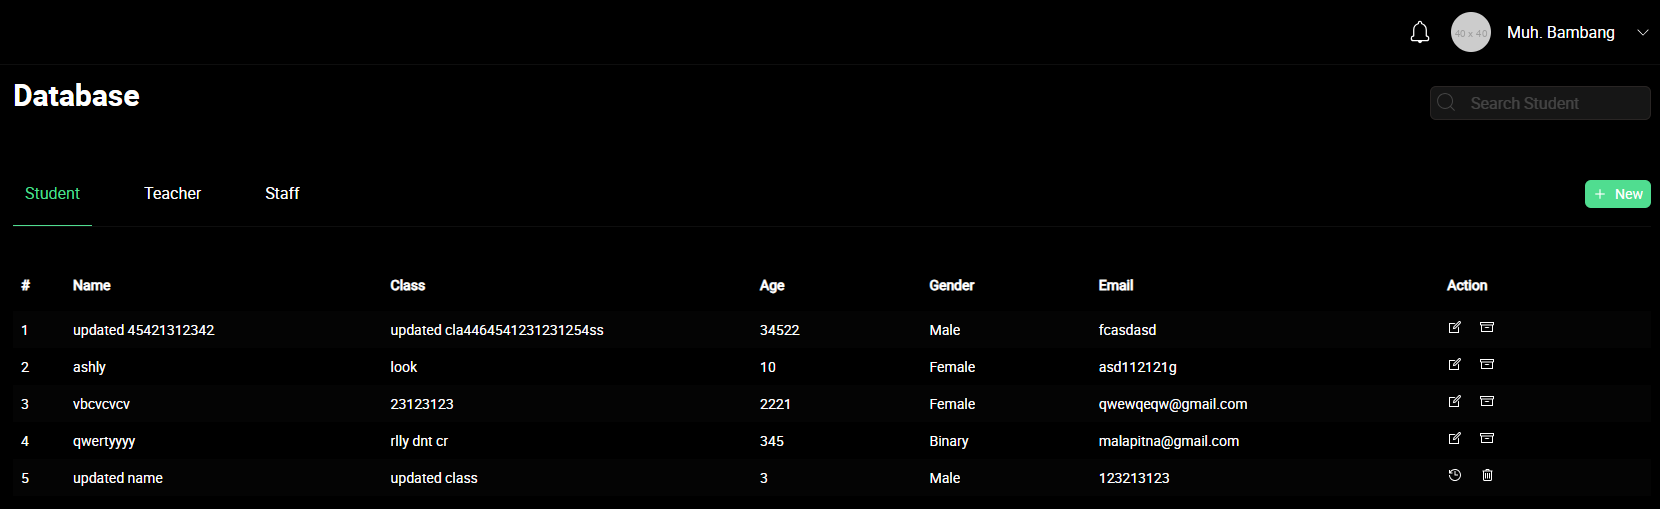 40 x 40 Muh. Bambang
Database
Search Student
Student Teacher Staff
+ New
# Name Class Age Gender Email Action
1 updated 45421312342 updated cla4464541231231254ss 34522 Male fcasdasd
2 ashly look 10 Female asd112121g
3 vbcvcvcv 23123123 2221 Female qwewqeqw@gmail.com
4 qwertyyyy rlly dnt cr 345 Binary malapitna@gmail.com
5 updated name updated class 3 Male 123213123